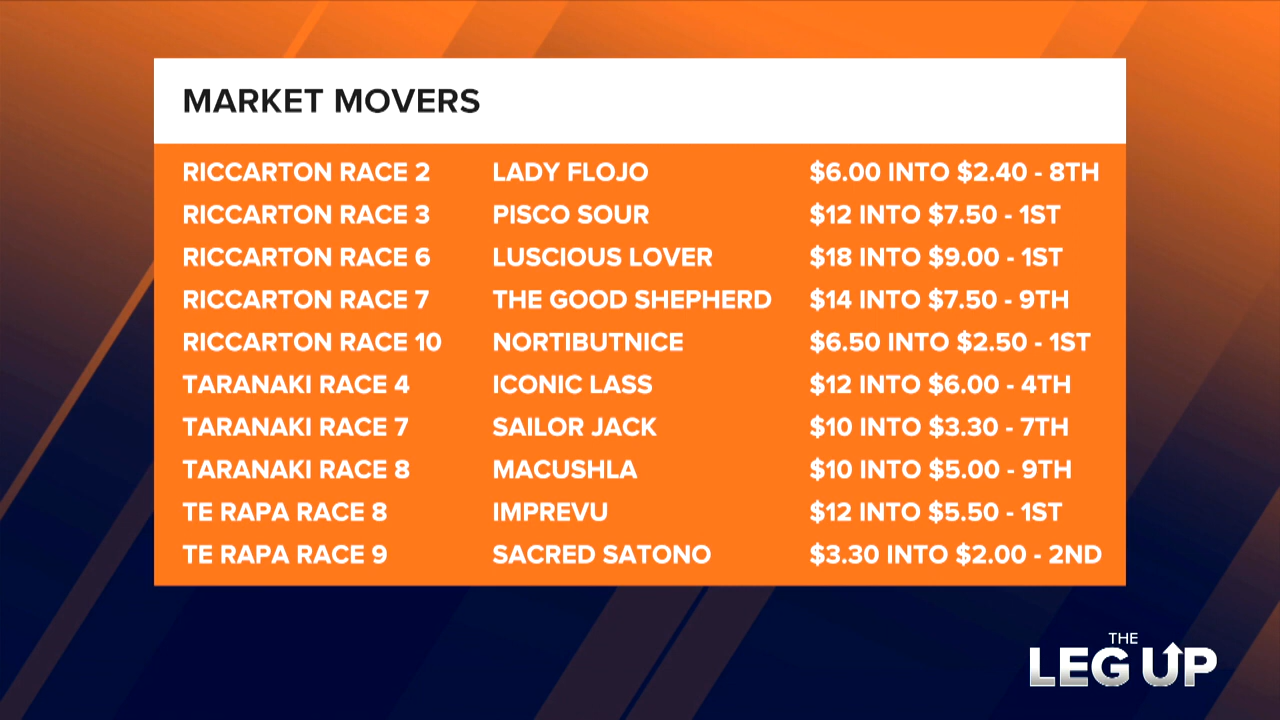 MARKET MOVERS
RICCARTON RACE 2 LADY FLOJO $6.00 INTO $2.40 - 8TH
RICCARTON RACE 3 PISCO SOUR $12 INTO $7.50 - 1ST
RICCARTON RACE 6 LUSCIOUS LOVER $18 INTO $9.00 - 1ST
RICCARTON RACE 7 THE GOOD SHEPHERD $14 INTO $7.50 - 9TH
RICCARTON RACE 10 NORTIBUTNICE $6.50 INTO $2.50 - 1ST
TARANAKI RACE 4 ICONIC LASS $12 INTO $6.00 - 4TH
TARANAKI RACE 7 SAILOR JACK $10 INTO $3.30 - 7TH
TARANAKI RACE 8 MACUSHLA $10 INTO $5.00 - 9TH
TE RAPA RACE 8 IMPREVU $12 INTO $5.50 - 1ST
TE RAPA RACE 9 SACRED SATONO $3.30 INTO $2.00 - 2ND
THE
LEG UP